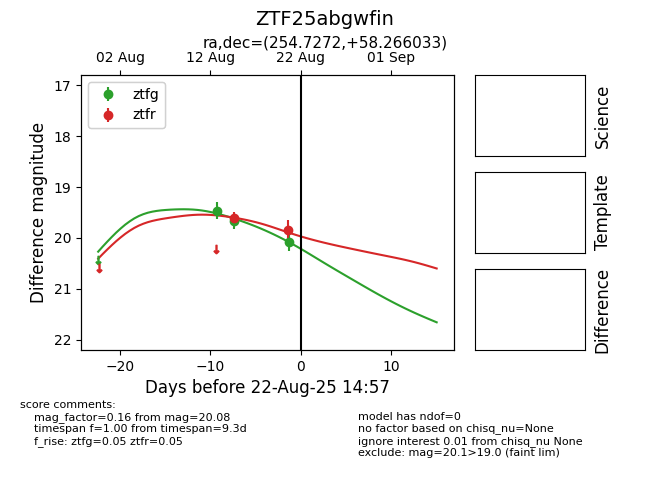 ZTF25abgwfin
ra,dec=(254.7272,+58.266033)
02 Aug 12 Aug 22 Aug 01 Sep
17
18
19
20
21
22
Difference magnitude
ztfg
ztfr
−20 −10 0 10
Days before 22-Aug-25 14:57
Science
Template
Difference
score comments:
mag_factor=0.16 from mag=20.08
timespan f=1.00 from timespan=9.3d
f_rise: ztfg=0.05 ztfr=0.05
model has ndof=0
no factor based on chisq_nu=None
ignore interest 0.01 from chisq_nu None
exclude: mag=20.1>19.0 (faint lim)